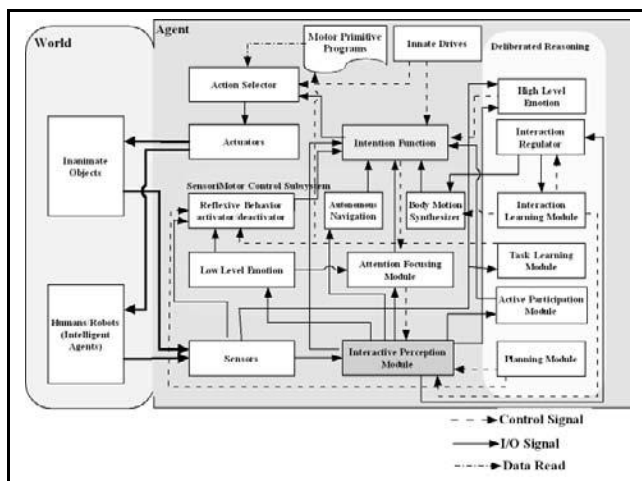 World
Agent
Motor Primitive
Programs
Innate Drives
Deliberated Reasoning
Action Selector
High Level
Emotion
Actuators
Intention Function
Interaction
Regulator
Inanimate
Objects
SensoriMotor Control Subsystem
Reflexive Behavior
activator/deactivator
Autonomous
Navigation
Body Motion
Synthesizer
Interaction
Learning Module
Low Level Emotion
Attention Focusing
Module
Task Learning
Module
Active Participation
Module
Humans/Robots
(Intelligent
Agents)
Sensors
Interactive Perception
Module
Planning Module
Control Signal
I/O Signal
Data Read